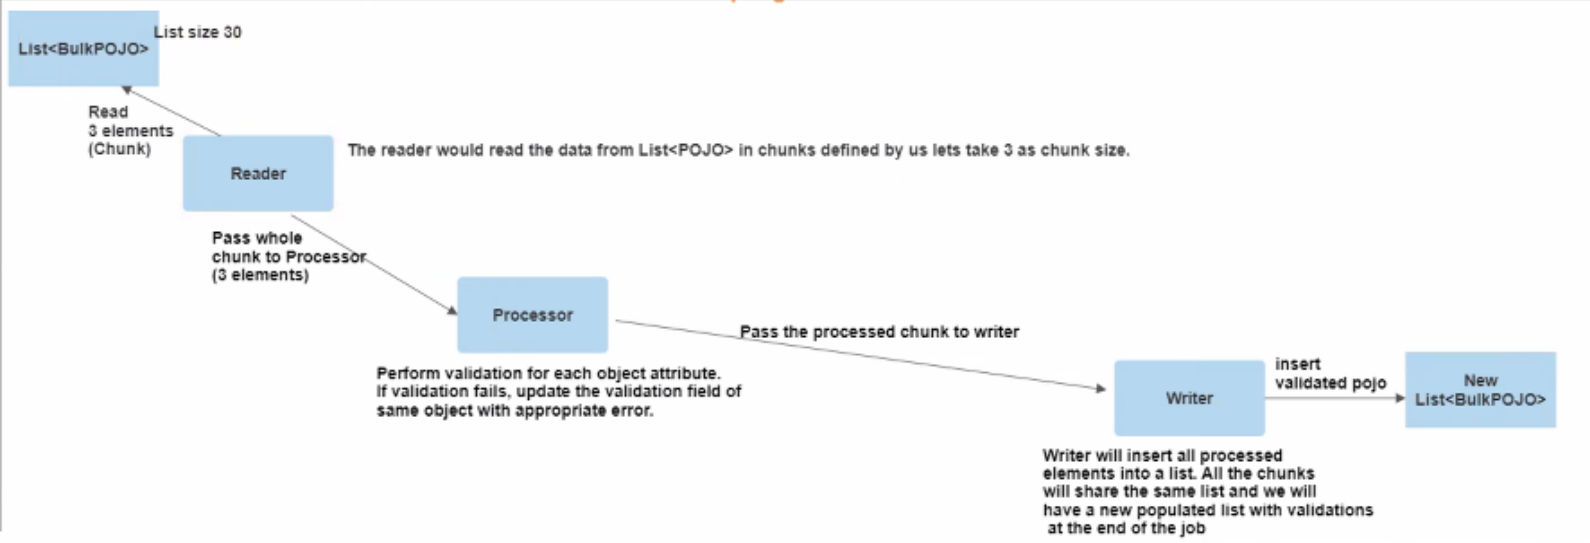 List<BulkPOJO>
List size 30
Read
3 elements
(Chunk)
Reader
The reader would read the data from List<POJO> in chunks defined by us lets take 3 as chunk size.
Pass whole
chunk to Processor
(3 elements)
Processor
Perform validation for each object attribute.
If validation fails, update the validation field of
same object with appropriate error.
Pass the processed chunk to writer
Writer
insert
validated pojo
New
List<BulkPOJO>
Writer will insert all processed
elements into a list. All the chunks
will share the same list and we will
have a new populated list with validations
at the end of the job